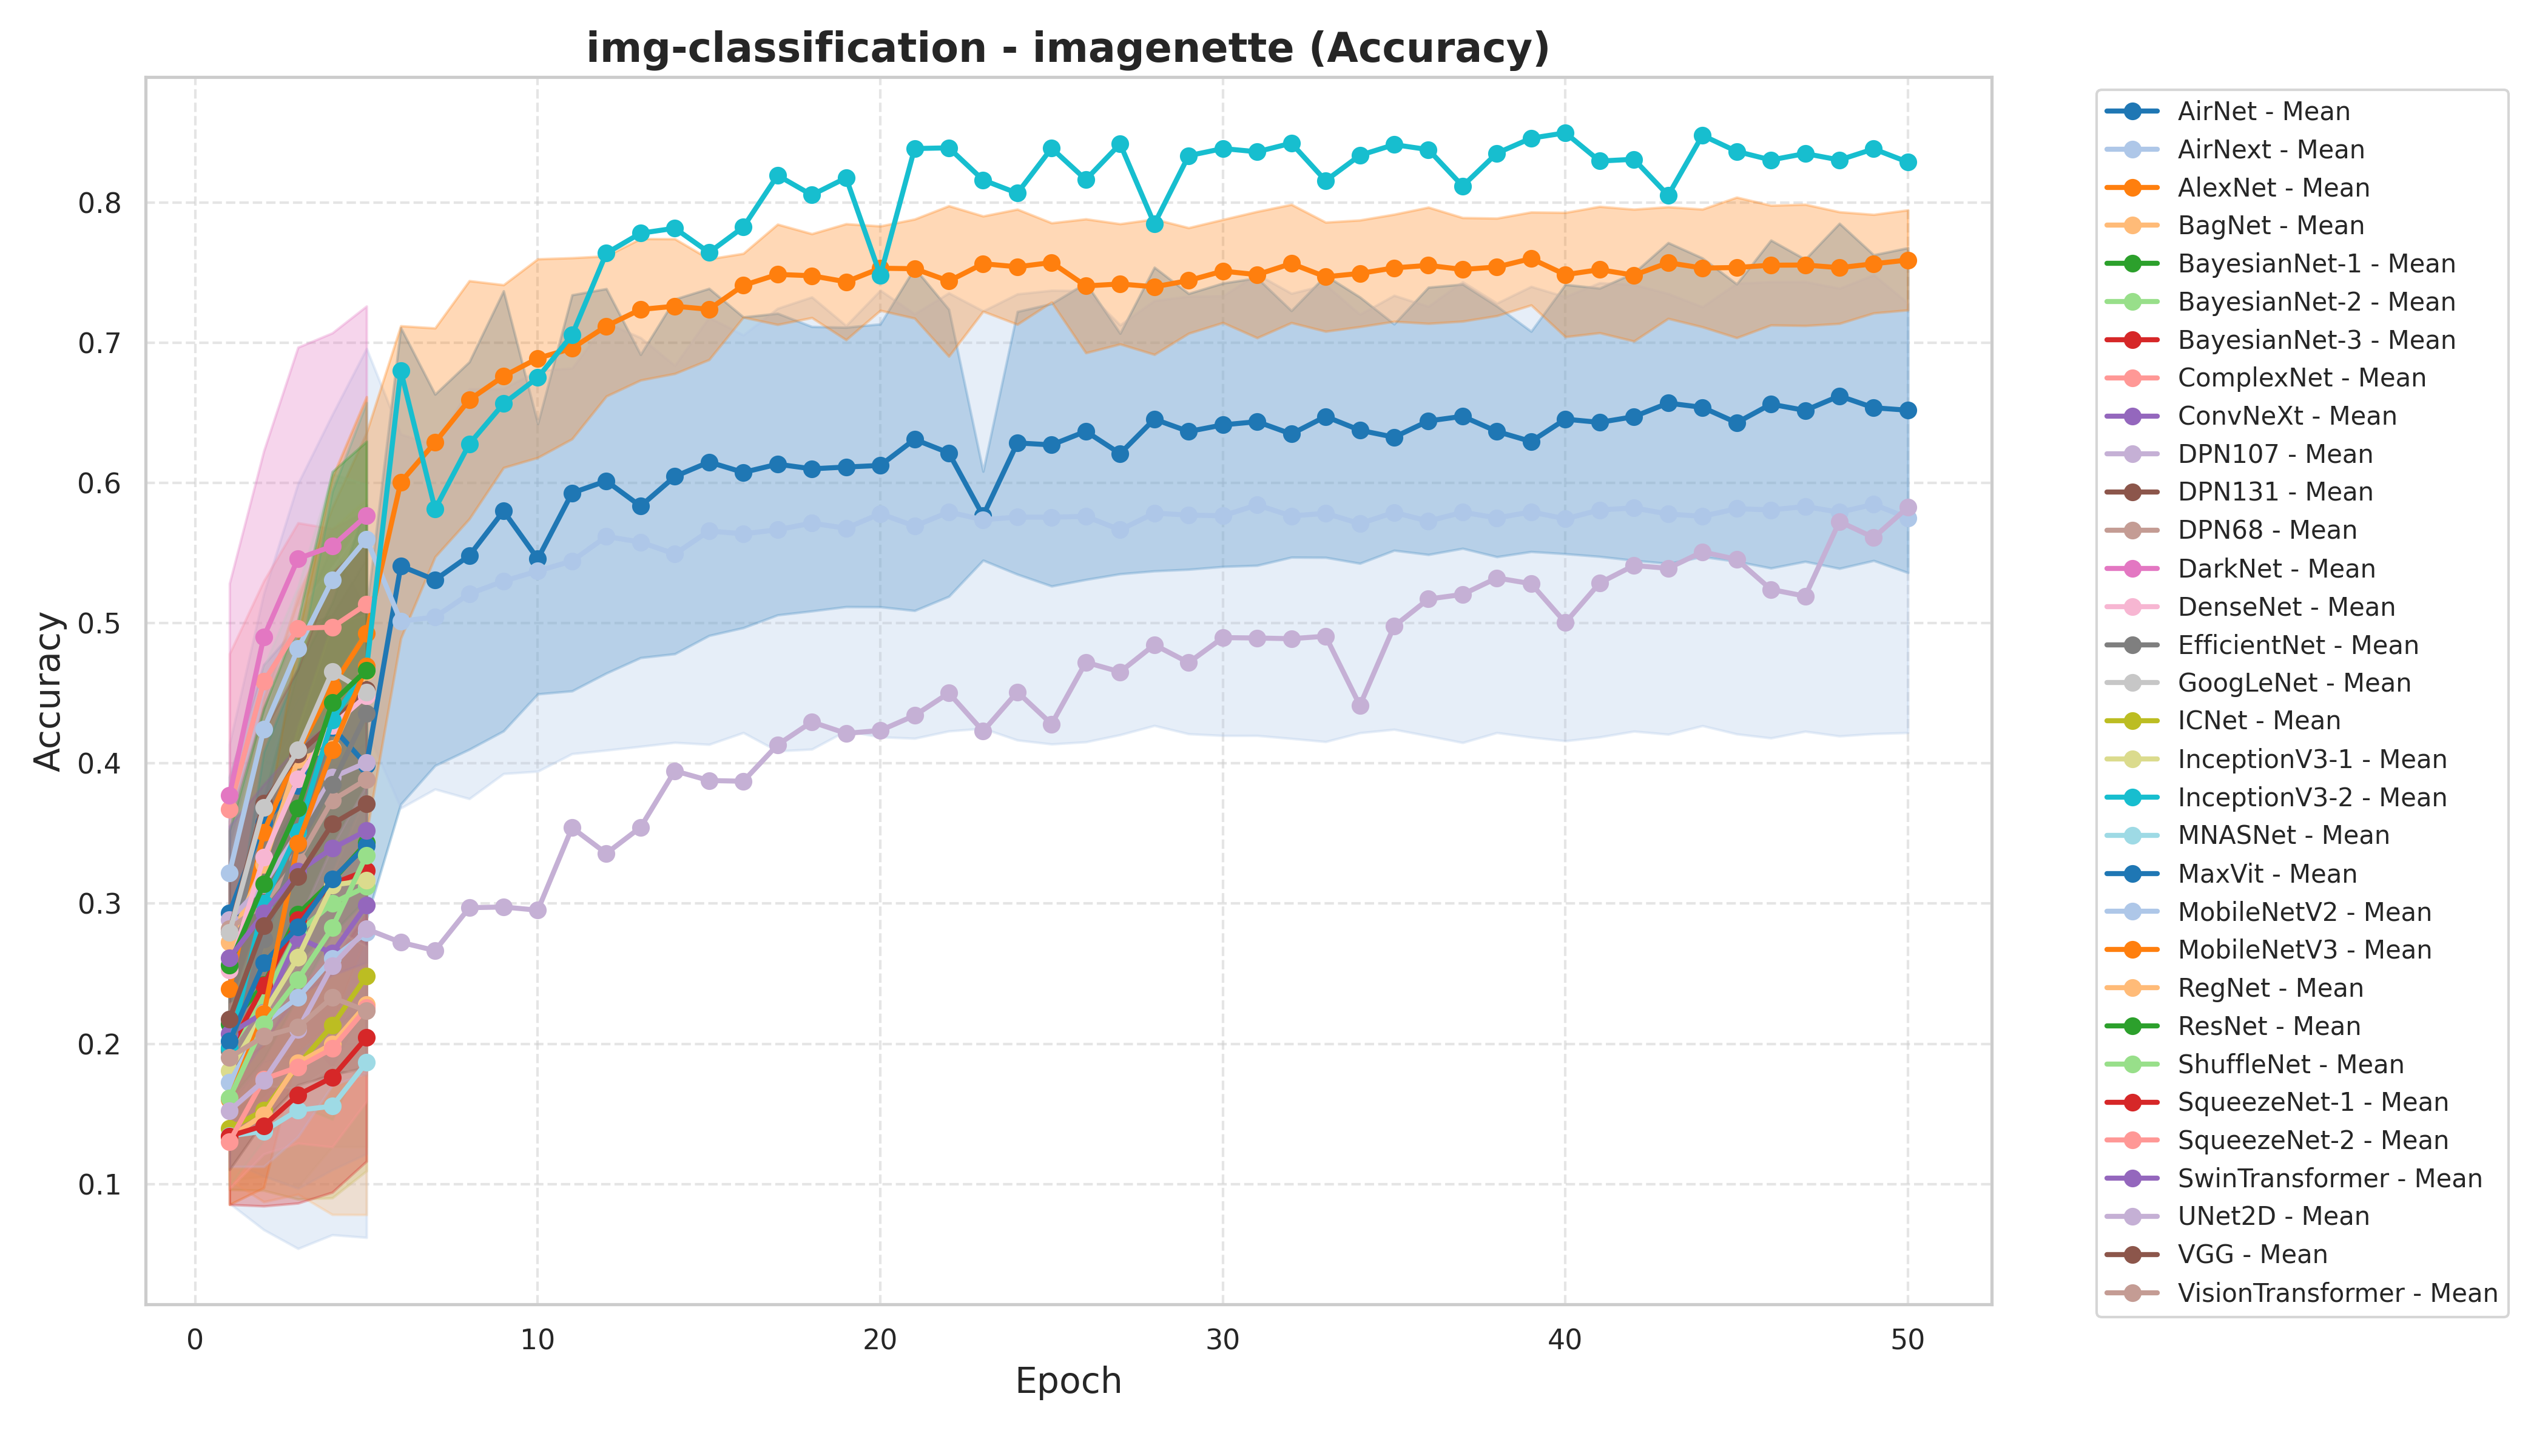 img-classification - imagenette (Accuracy)
Accuracy
0.8
0.7
0.6
0.5
0.4
0.3
0.2
0.1
0
10
20
30
40
50
Epoch
AirNet - Mean
AirNext - Mean
AlexNet - Mean
BagNet - Mean
BayesianNet-1 - Mean
BayesianNet-2 - Mean
BayesianNet-3 - Mean
ComplexNet - Mean
ConvNeXt - Mean
DPN107 - Mean
DPN131 - Mean
DPN68 - Mean
DarkNet - Mean
DenseNet - Mean
EfficientNet - Mean
GoogLeNet - Mean
ICNet - Mean
InceptionV3-1 - Mean
InceptionV3-2 - Mean
MNASNet - Mean
MaxVit - Mean
MobileNetV2 - Mean
MobileNetV3 - Mean
RegNet - Mean
ResNet - Mean
ShuffleNet - Mean
SqueezeNet-1 - Mean
SqueezeNet-2 - Mean
SwinTransformer - Mean
UNet2D - Mean
VGG - Mean
VisionTransformer - Mean